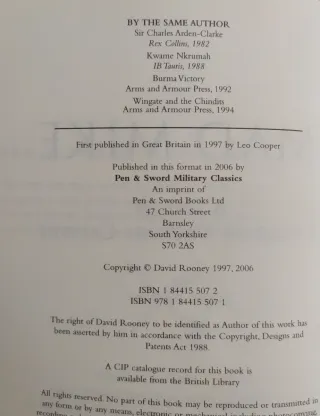 BY THE SAME AUTHOR
Sir Charles Arden-Clarke
Rex Collins, 1982
Kwame Nkrumah
IB Tauris, 1988
Burma Victory
Arms and Armour Press, 1992
Wingate and the Chindits
Arms and Armour Press, 1994
First published in Great Britain in 1997 by Leo Cooper
Published in this format in 2006 by
Pen & Sword Military Classics
An imprint of
Pen & Sword Books Ltd
47 Church Street
Barnsley
South Yorkshire
S70 2AS
Copyright © David Rooney 1997, 2006
ISBN 1 84415 507 2
ISBN 978 1 84415 507 1
The right of David Rooney to be identified as Author of this work has
been asserted by him in accordance with the Copyright, Designs and
Patents Act 1988.
A CIP catalogue record for this book is
available from the British Library
All rights reserved. No part of this book may be reproduced or transmitted in
any form or by any means, electronic or mechanical including photocopying,